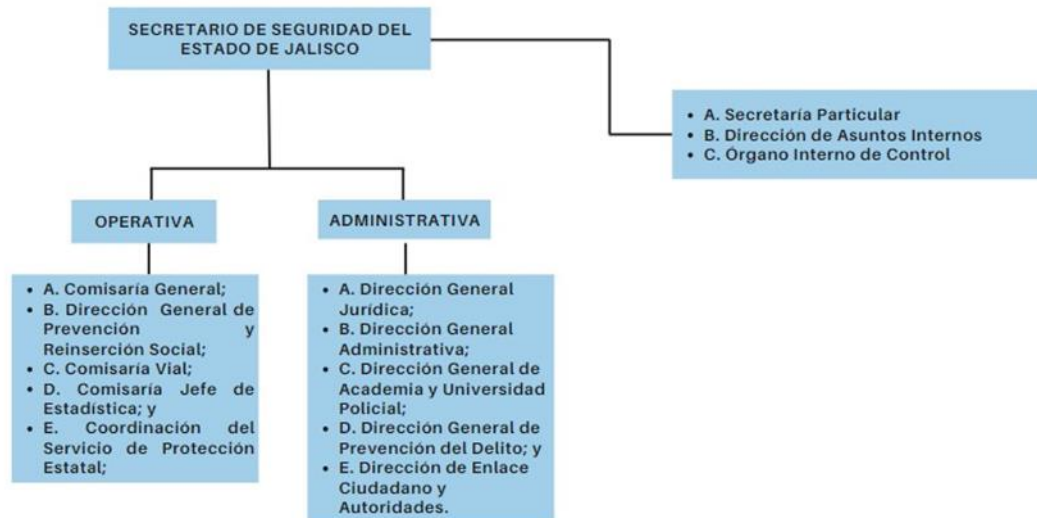 SECRETARIO DE SEGURIDAD DEL
ESTADO DE JALISCO
• A. Secretaría Particular
• B. Dirección de Asuntos Internos
• C. Órgano Interno de Control
OPERATIVA
• A. Comisaría General;
• B. Dirección General de
Prevención y
Reinserción Social;
• C. Comisaría Vial;
• D. Comisaría Jefe de
Estadística; y
• E. Coordinación del
Servicio de Protección
Estatal;
ADMINISTRATIVA
• A. Dirección General
Jurídica;
• B. Dirección General
Administrativa;
• C. Dirección General de
Academia y Universidad
Policial;
• D. Dirección General de
Prevención del Delito; y
• E. Dirección de Enlace
Ciudadano y
Autoridades.